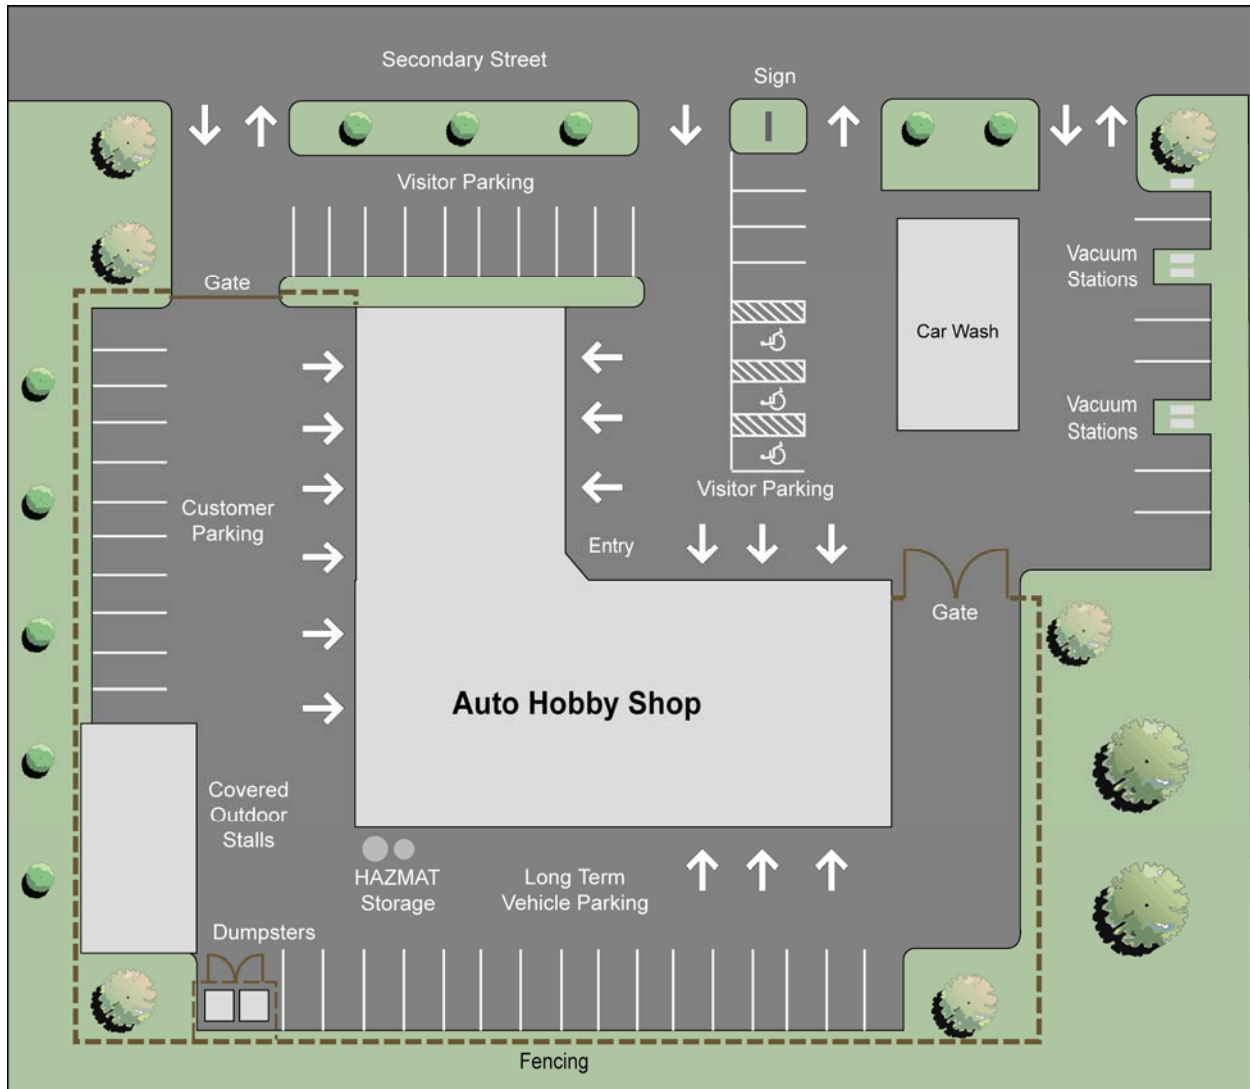 Secondary Street
Sign
Visitor Parking
Gate
Vacuum
Stations
Car Wash
Vacuum
Stations
Customer
Parking
Visitor Parking
Entry
Gate
Auto Hobby Shop
Covered
Outdoor
Stalls
HAZMAT
Storage
Long Term
Vehicle Parking
Dumpsters
Fencing